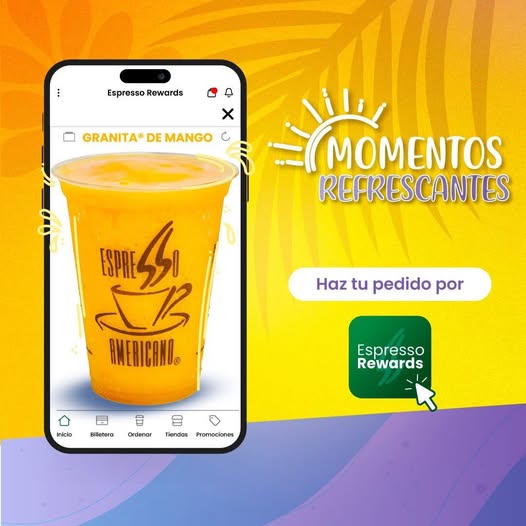 Espresso Rewards
GRANITA® DE MANGO
ESPRESSO
AMERICANO®
Inicio
Billetera
Ordenar
Tiendas
Promociones
MOMENTOS
REFRESCANTES
Haz tu pedido por
Espresso
Rewards